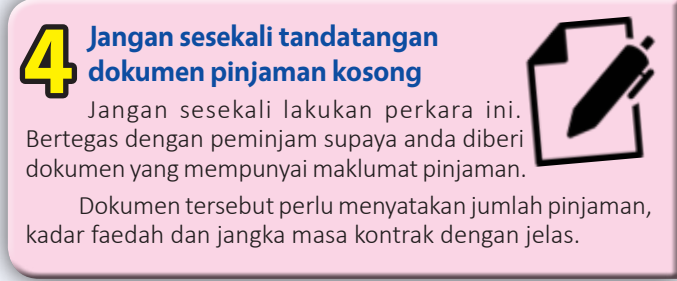 4 Jangan sesekali tandatangan
dokumen pinjaman kosong
Jangan sesekali lakukan perkara ini.
Bertegas dengan peminjam supaya anda diberi
dokumen yang mempunyai maklumat pinjaman.
Dokumen tersebut perlu menyatakan jumlah pinjaman,
kadar faedah dan jangka masa kontrak dengan jelas.